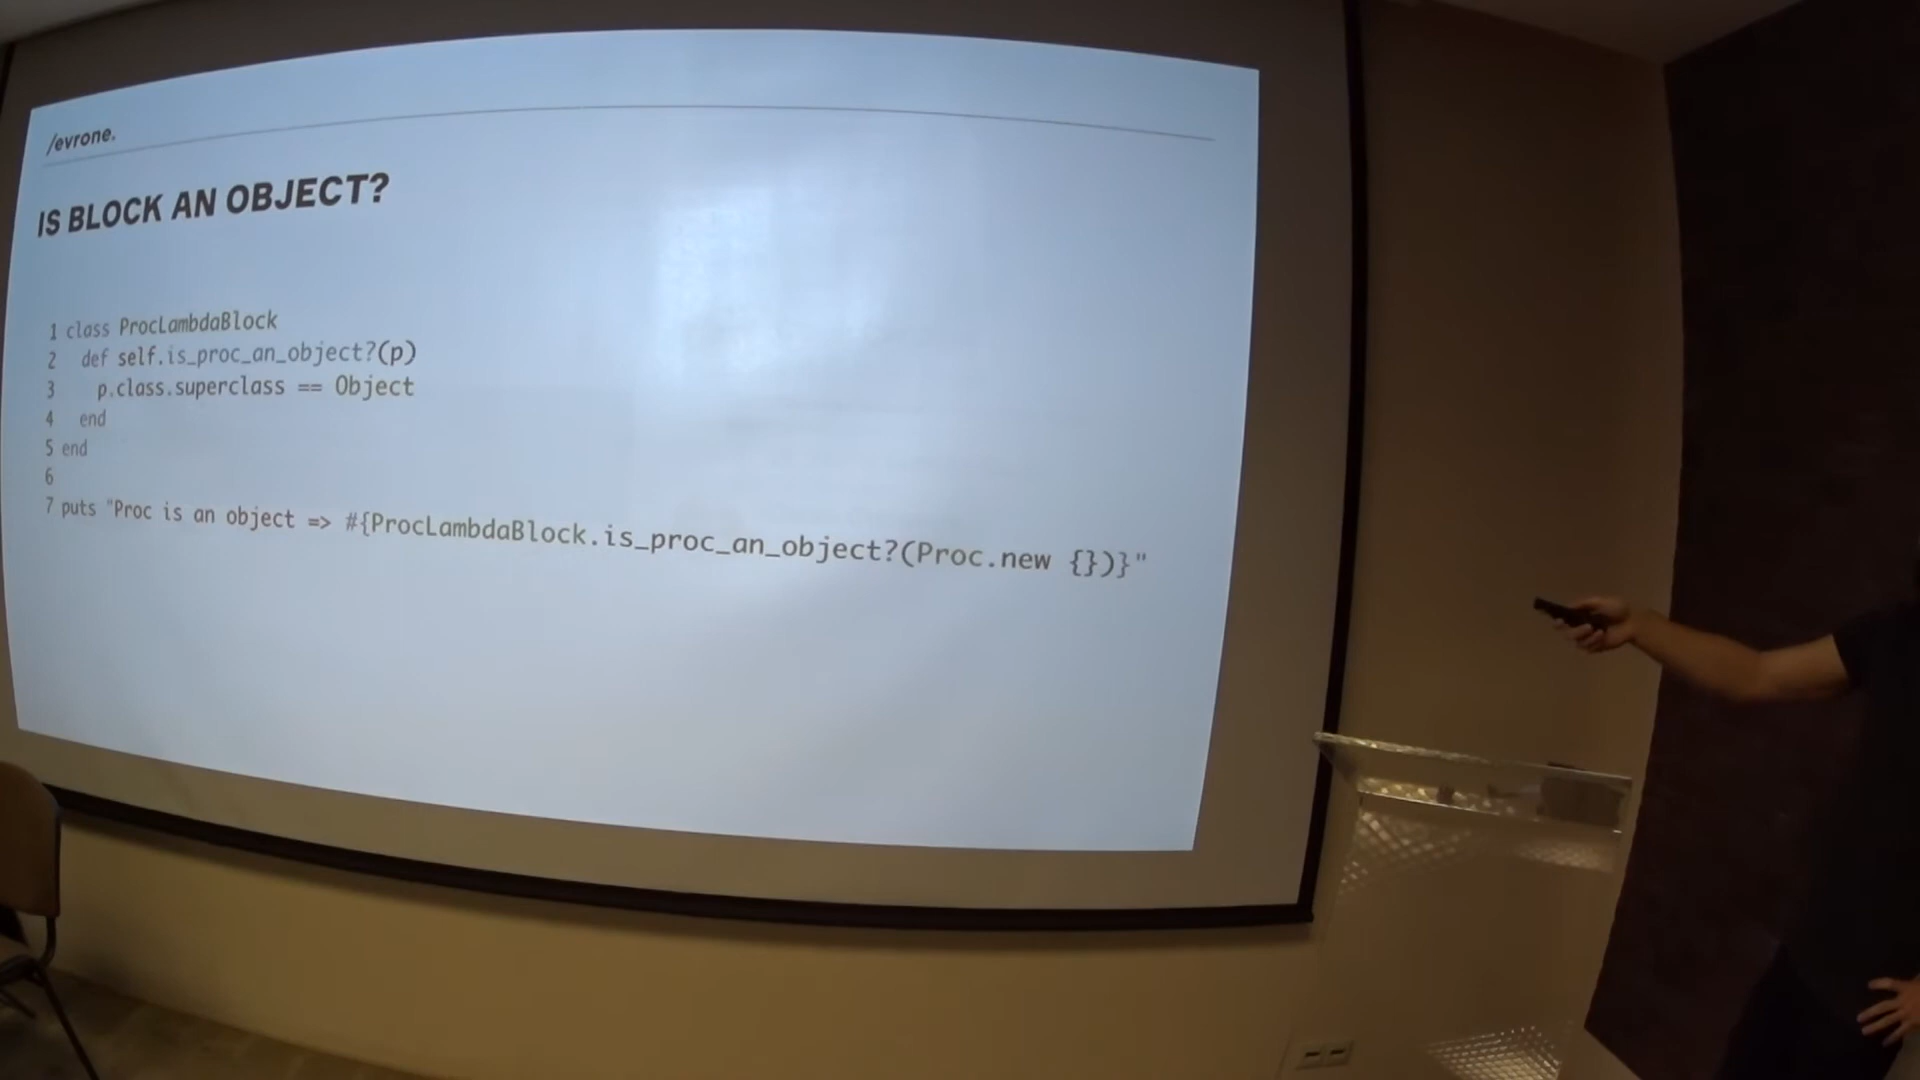 /evrone.
IS BLOCK AN OBJECT?
1 class ProcLambdaBlock
2   def self.is_proc_an_object?(p)
3     p.class.superclass == Object
4   end
5 end
6
7 puts "Proc is an object => #{ProcLambdaBlock.is_proc_an_object?(Proc.new {})}"